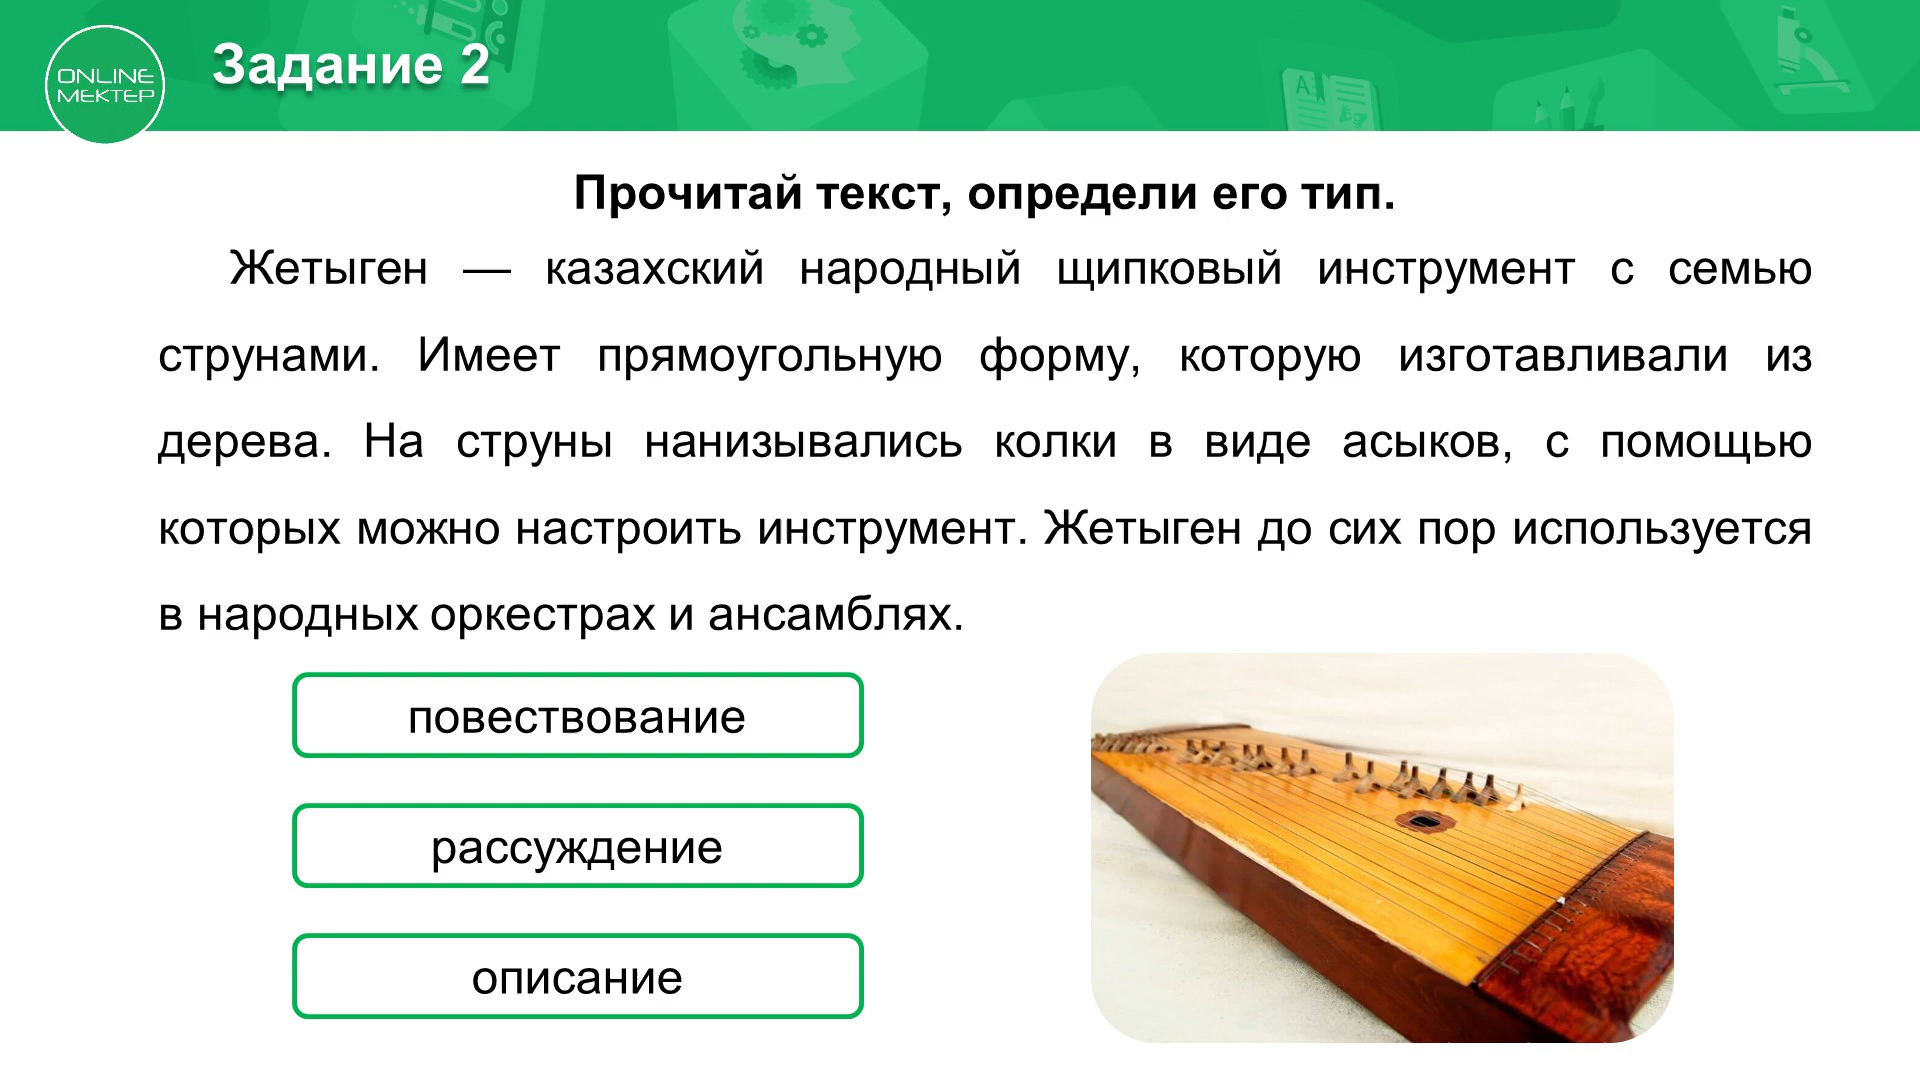 ONLINE
МЕКТЕР
Задание 2
Прочитай текст, определи его тип.
Жетыген — казахский народный щипковый инструмент с семью
струнами. Имеет прямоугольную форму, которую изготавливали из
дерева. На струны нанизывались колки в виде асыков, с помощью
которых можно настроить инструмент. Жетыген до сих пор используется
в народных оркестрах и ансамблях.
повествование
рассуждение
описание